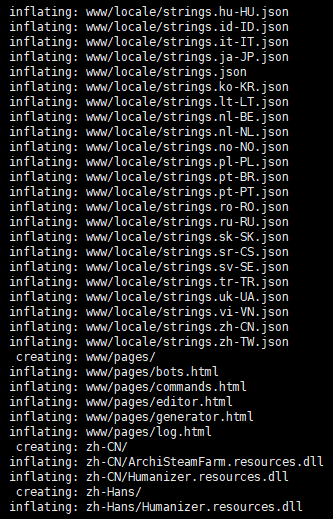 inflating: www/locale/strings.hu-HU.json
inflating: www/locale/strings.id-ID.json
inflating: www/locale/strings.it-IT.json
inflating: www/locale/strings.ja-JP.json
inflating: www/locale/strings.json
inflating: www/locale/strings.ko-KR.json
inflating: www/locale/strings.lt-LT.json
inflating: www/locale/strings.nl-BE.json
inflating: www/locale/strings.nl-NL.json
inflating: www/locale/strings.no-NO.json
inflating: www/locale/strings.pl-PL.json
inflating: www/locale/strings.pt-BR.json
inflating: www/locale/strings.pt-PT.json
inflating: www/locale/strings.ro-RO.json
inflating: www/locale/strings.ru-RU.json
inflating: www/locale/strings.sk-SK.json
inflating: www/locale/strings.sr-CS.json
inflating: www/locale/strings.sv-SE.json
inflating: www/locale/strings.tr-TR.json
inflating: www/locale/strings.uk-UA.json
inflating: www/locale/strings.vi-VN.json
inflating: www/locale/strings.zh-CN.json
inflating: www/locale/strings.zh-TW.json
creating: www/pages/
inflating: www/pages/bots.html
inflating: www/pages/commands.html
inflating: www/pages/editor.html
inflating: www/pages/generator.html
inflating: www/pages/log.html
creating: zh-CN/
inflating: zh-CN/ArchiSteamFarm.resources.dll
inflating: zh-CN/Humanizer.resources.dll
creating: zh-Hans/
inflating: zh-Hans/Humanizer.resources.dll